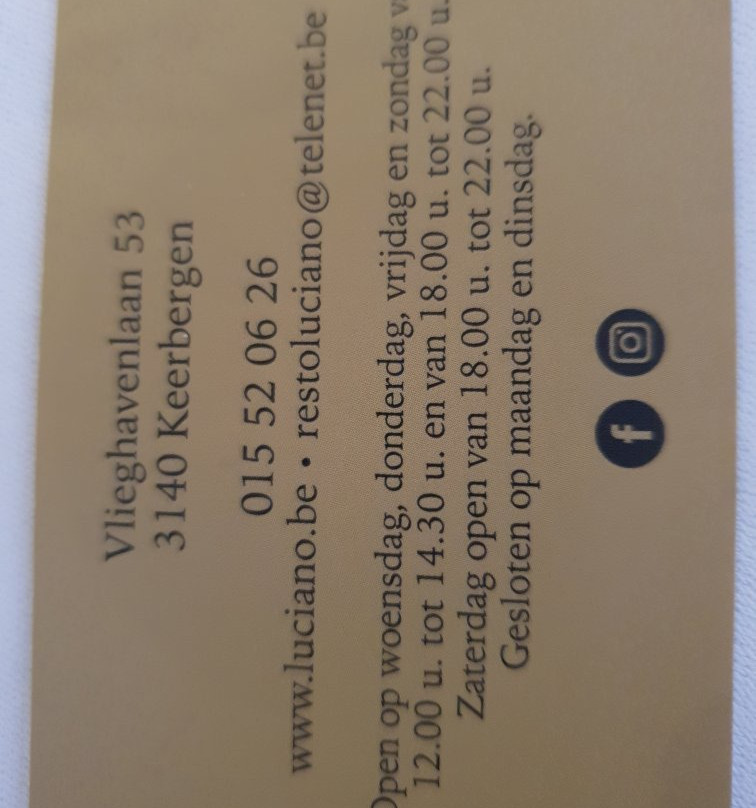 Vlieghavenlaan 53
3140 Keerbergen
015 52 06 26
www.luciano.be • restoluciano@telenet.be
Open op woensdag, donderdag, vrijdag en zondag
12.00 u. tot 14.30 u. en van 18.00 u. tot 22.00 u.
Zaterdag open van 18.00 u. tot 22.00 u.
Gesloten op maandag en dinsdag.